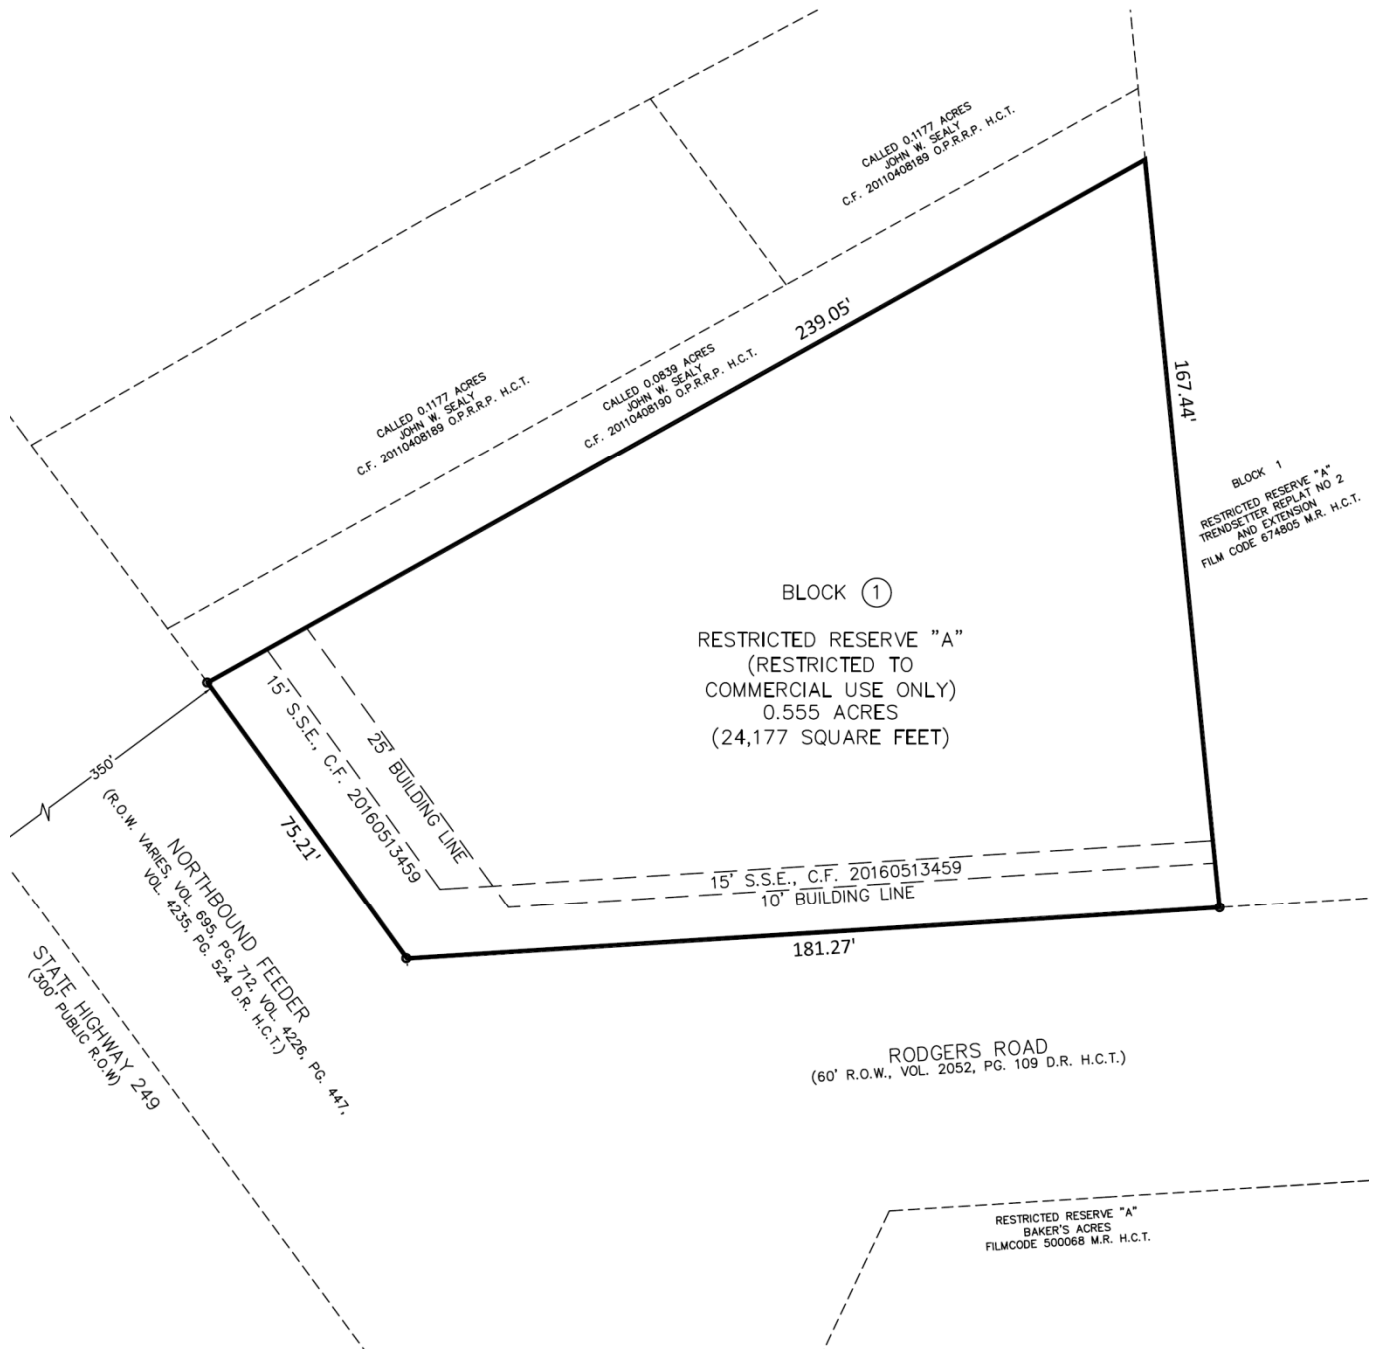 CALLED 0.1177 ACRES
JOHN W. SEALY
C.F. 20110408189 O.P.R.R.P. H.C.T.
239.05'
CALLED 0.0839 ACRES
JOHN W. SEALY
C.F. 20110408190 O.P.R.R.P. H.C.T.
CALLED 0.1177 ACRES
JOHN W. SEALY
C.F. 20110408189 O.P.R.R.P. H.C.T.
167.44'
BLOCK 1
RESTRICTED RESERVE "A"
TRENDSETTER REPLAT NO 2
AND EXTENSION
FILM CODE 674805 M.R. H.C.T.
BLOCK 1
RESTRICTED RESERVE "A"
(RESTRICTED TO
COMMERCIAL USE ONLY)
0.555 ACRES
(24,177 SQUARE FEET)
15' S.S.E., C.F. 20160513459
25' BUILDING LINE
350'
75.21'
15' S.S.E., C.F. 20160513459
10' BUILDING LINE
181.27'
NORTHBOUND FEEDER
(R.O.W. VARIES, VOL. 695, PG. 712, VOL. 4226, PG. 447,
VOL. 4235, PG. 524 D.R. H.C.T.)
STATE HIGHWAY 249
(300' PUBLIC R.O.W)
RODGERS ROAD
(60' R.O.W., VOL. 2052, PG. 109 D.R. H.C.T.)
RESTRICTED RESERVE "A"
BAKER'S ACRES
FILMCODE 500068 M.R. H.C.T.